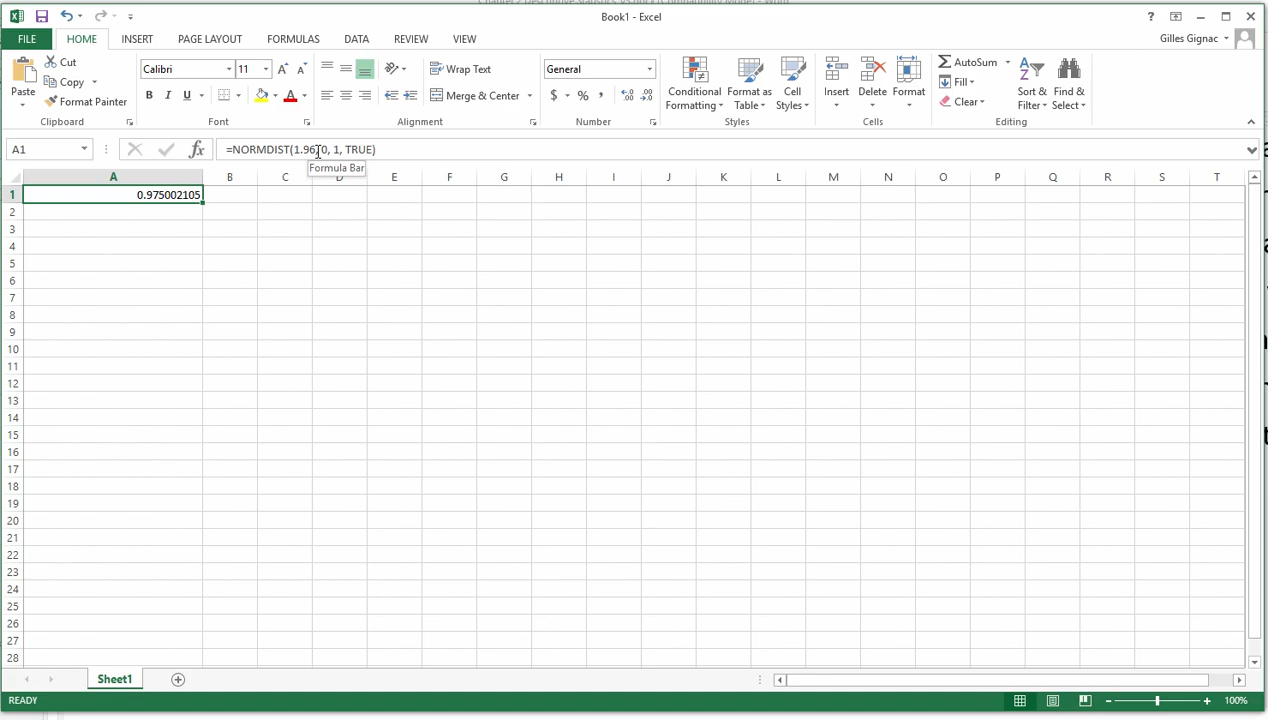 Book1 - Excel
Gilles Gignac
FILE HOME INSERT PAGE LAYOUT FORMULAS DATA REVIEW VIEW
Paste
Cut
Copy
Format Painter
Clipboard
Calibri 11
B I U
Font
Wrap Text
Merge & Center
Alignment
General
$ % ,
Number
Conditional Formatting
Format as Table
Cell Styles
Styles
Insert
Delete
Format
Cells
AutoSum
Fill
Clear
Sort & Filter
Find & Select
Editing
A1 fx =NORMDIST(1.96, 0, 1, TRUE)
Formula Bar
A B C D E F G H I J K L M N O P Q R S T
1 0.975002105
2
3
4
5
6
7
8
9
10
11
12
13
14
15
16
17
18
19
20
21
22
23
24
25
26
27
28
Sheet1
READY
100%